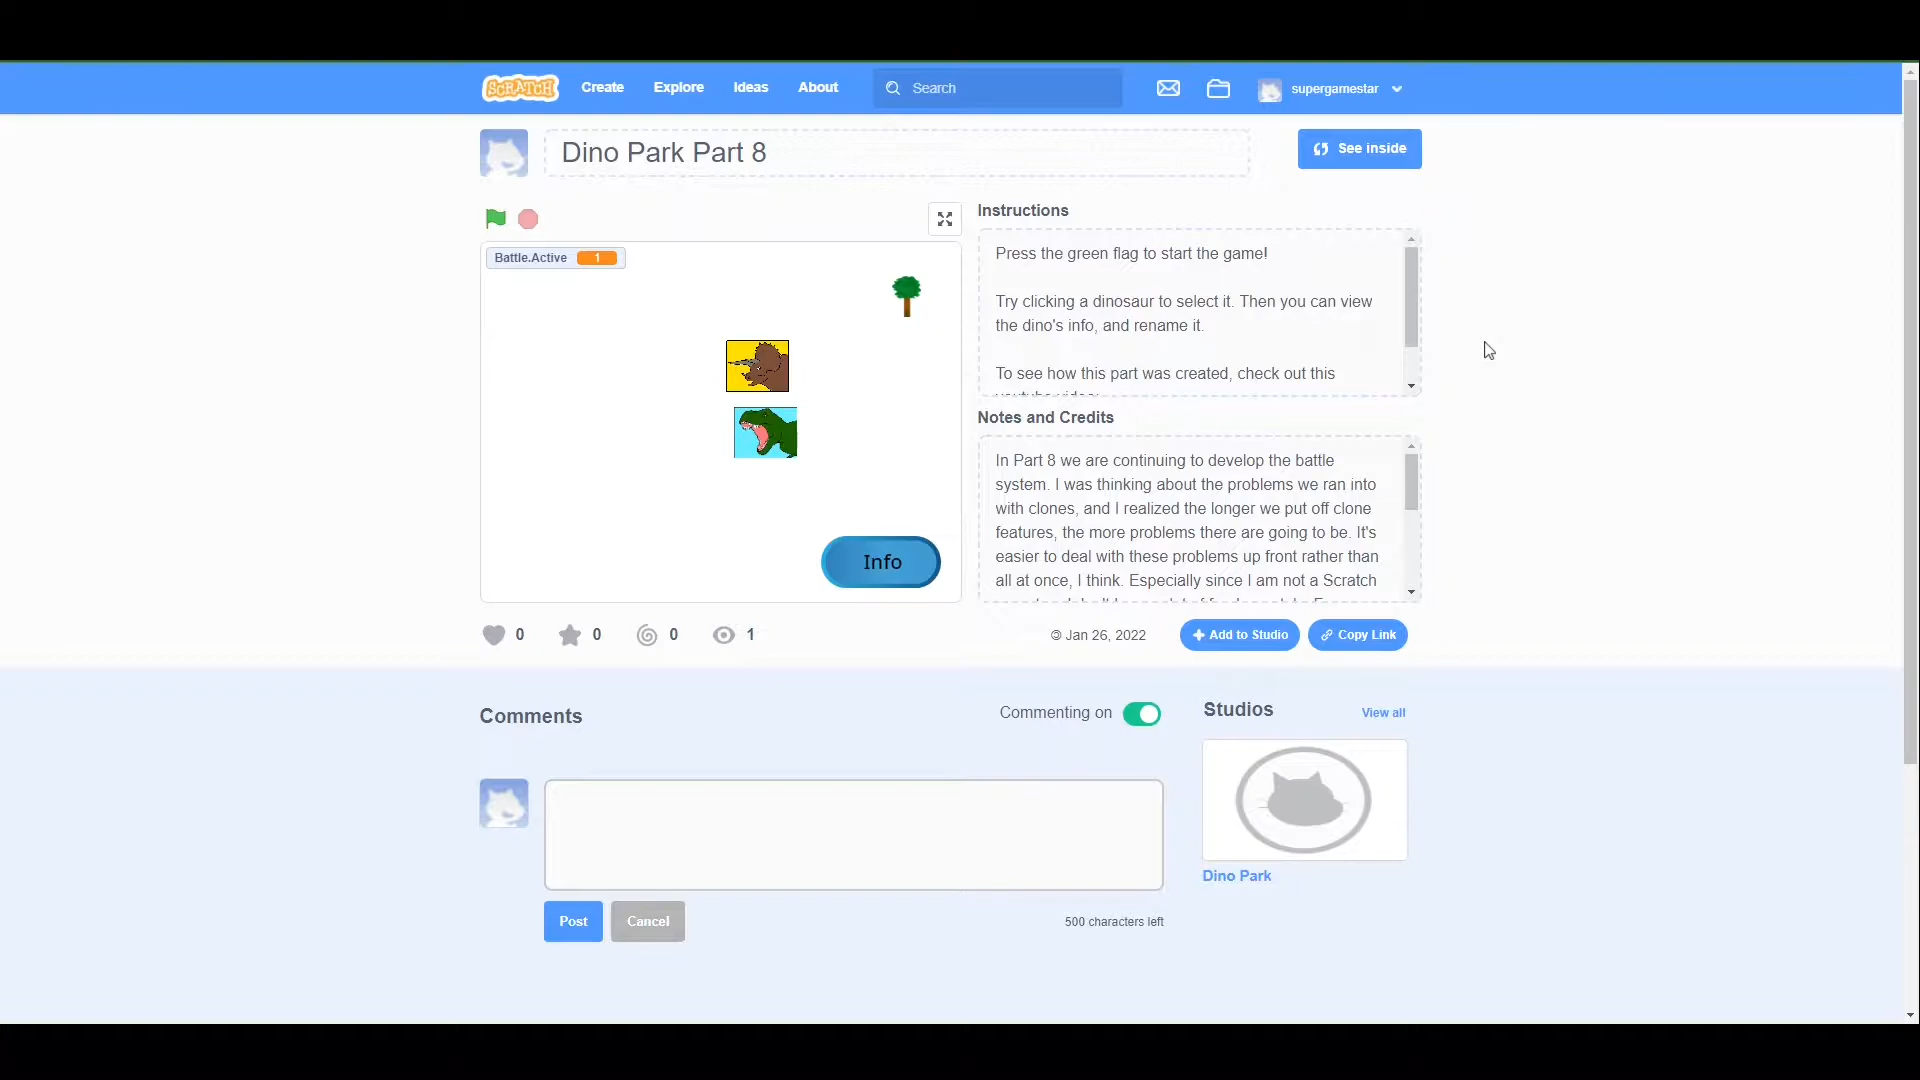 SCRATCH Create Explore Ideas About Search supergamestar
Dino Park Part 8
See inside
Instructions
Battle.Active 1
Press the green flag to start the game!
Try clicking a dinosaur to select it. Then you can view
the dino's info, and rename it.
To see how this part was created, check out this
Notes and Credits
In Part 8 we are continuing to develop the battle
system. I was thinking about the problems we ran into
with clones, and I realized the longer we put off clone
features, the more problems there are going to be. It's
easier to deal with these problems up front rather than
all at once, I think. Especially since I am not a Scratch
Info
0 0 0 1
© Jan 26, 2022
Add to Studio
Copy Link
Comments
Commenting on
Studios
View all
Dino Park
Post
Cancel
500 characters left